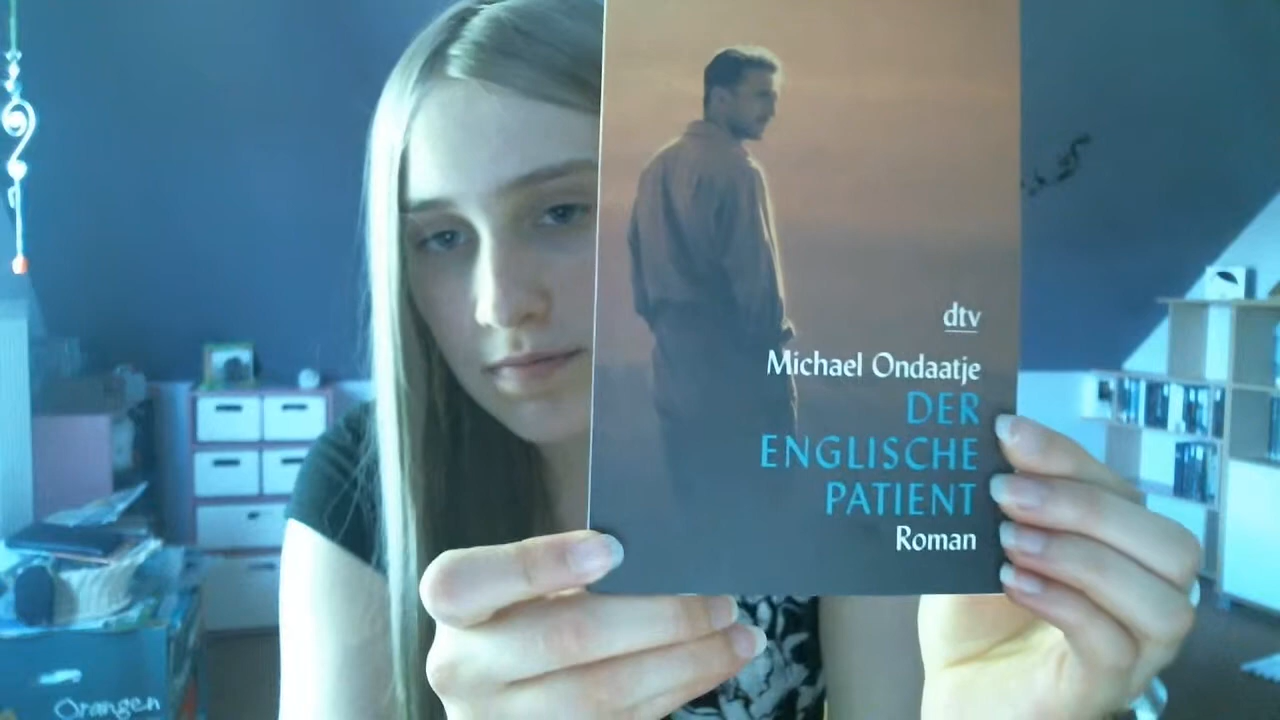 dtv
Michael Ondaatje
DER
ENGLISCHE
PATIENT
Roman
Orangen